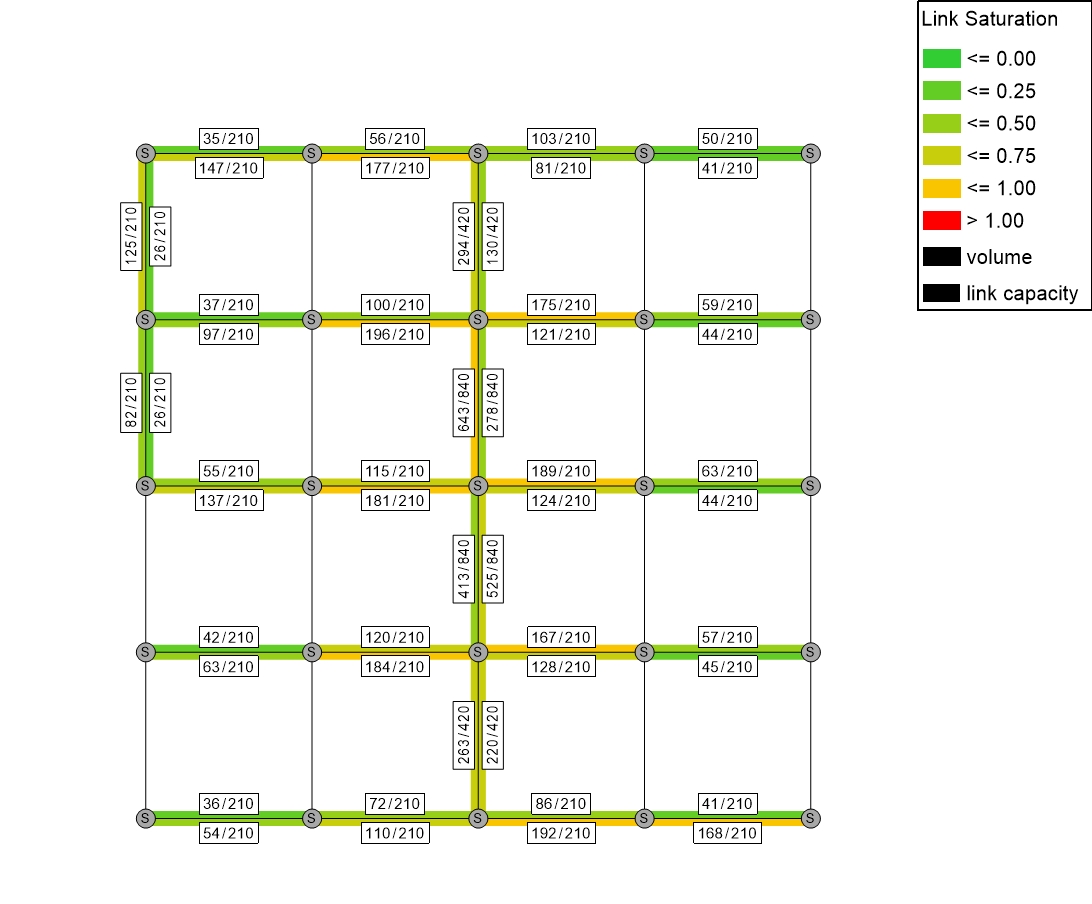 Link Saturation
<= 0.00
<= 0.25
<= 0.50
<= 0.75
<= 1.00
> 1.00
volume
link capacity
35/210 56/210 103/210 50/210
S S S S S
147/210 177/210 81/210 41/210
125/210 26/210 294/420 130/420
37/210 100/210 175/210 59/210
S S S S S
97/210 196/210 121/210 44/210
82/210 26/210 643/840 278/840
55/210 115/210 189/210 63/210
S S S S S
137/210 181/210 124/210 44/210
413/840 525/840
42/210 120/210 167/210 57/210
S S S S S
63/210 184/210 128/210 45/210
263/420 220/420
36/210 72/210 86/210 41/210
S S S S S
54/210 110/210 192/210 168/210